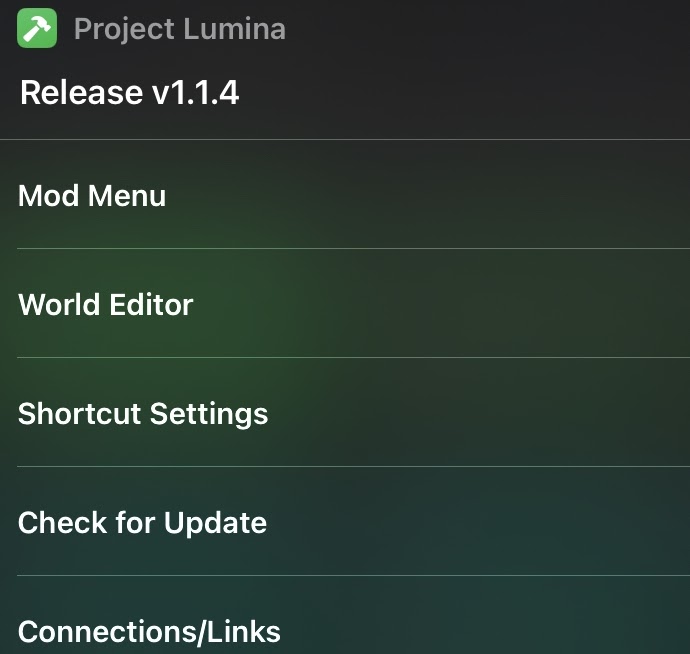 Project Lumina
Release v1.1.4
Mod Menu
World Editor
Shortcut Settings
Check for Update
Connections/Links